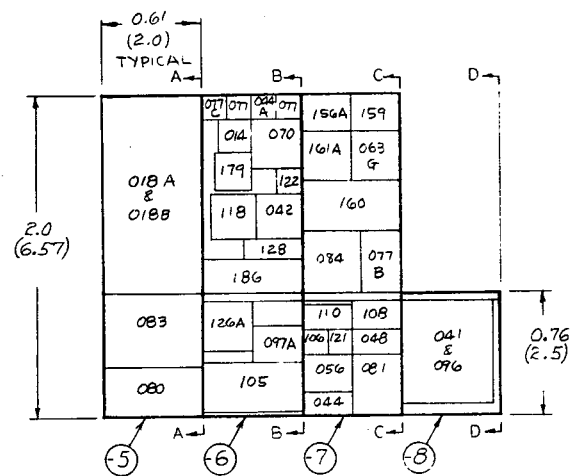 0.61
(2.0)
TYPICAL
A B C D
077 C 077 044 A 077 156A 159
014 070 161A 063 G
018 A & 018B 179 122
160
118 042
2.0
(6.57)
128 084 077 B
186
083 126A 110 108 041 & 096 0.76
(2.5)
097A 106 121 048
056 081
080 105 044
A B C D
-5 -6 -7 -8